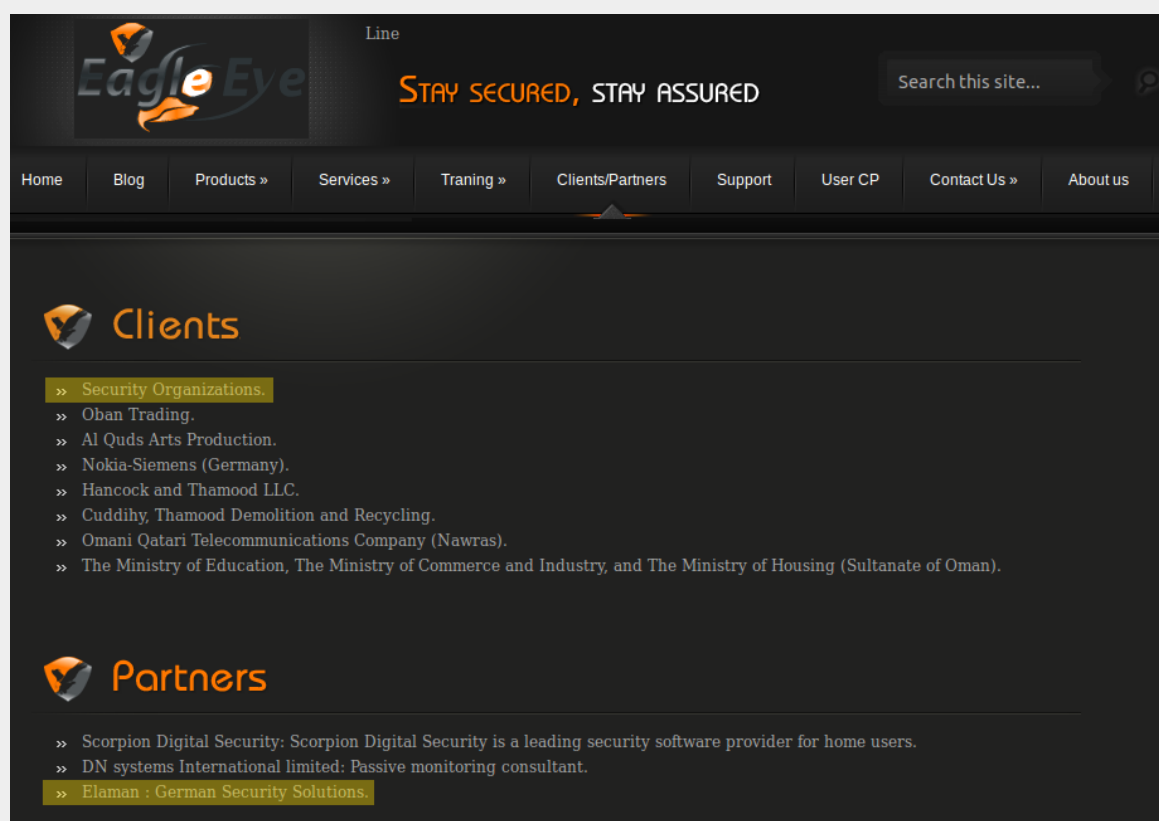 Line
Eagle Eye
STAY SECURED, STAY ASSURED
Search this site...
Home
Blog
Products »
Services »
Traning »
Clients/Partners
Support
User CP
Contact Us »
About us
Clients
» Security Organizations.
» Oban Trading.
» Al Quds Arts Production.
» Nokia-Siemens (Germany).
» Hancock and Thamood LLC.
» Cuddihy, Thamood Demolition and Recycling.
» Omani Qatari Telecommunications Company (Nawras).
» The Ministry of Education, The Ministry of Commerce and Industry, and The Ministry of Housing (Sultanate of Oman).
Partners
» Scorpion Digital Security: Scorpion Digital Security is a leading security software provider for home users.
» DN systems International limited: Passive monitoring consultant.
» Elaman : German Security Solutions.